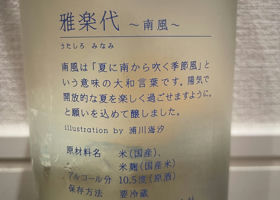 雅楽代 〜南風〜
うたしろ みなみ
南風は「夏に南から吹く季節風」と
いう意味の大和言葉です。陽気で
開放的な夏を楽しく過ごせますように。
と願いを込めて醸しました。
illustration by 浦川海汐
原材料名 米(国産)、
米麹(国産米)
アルコール分 10.5度(原酒)
保存方法 要冷蔵